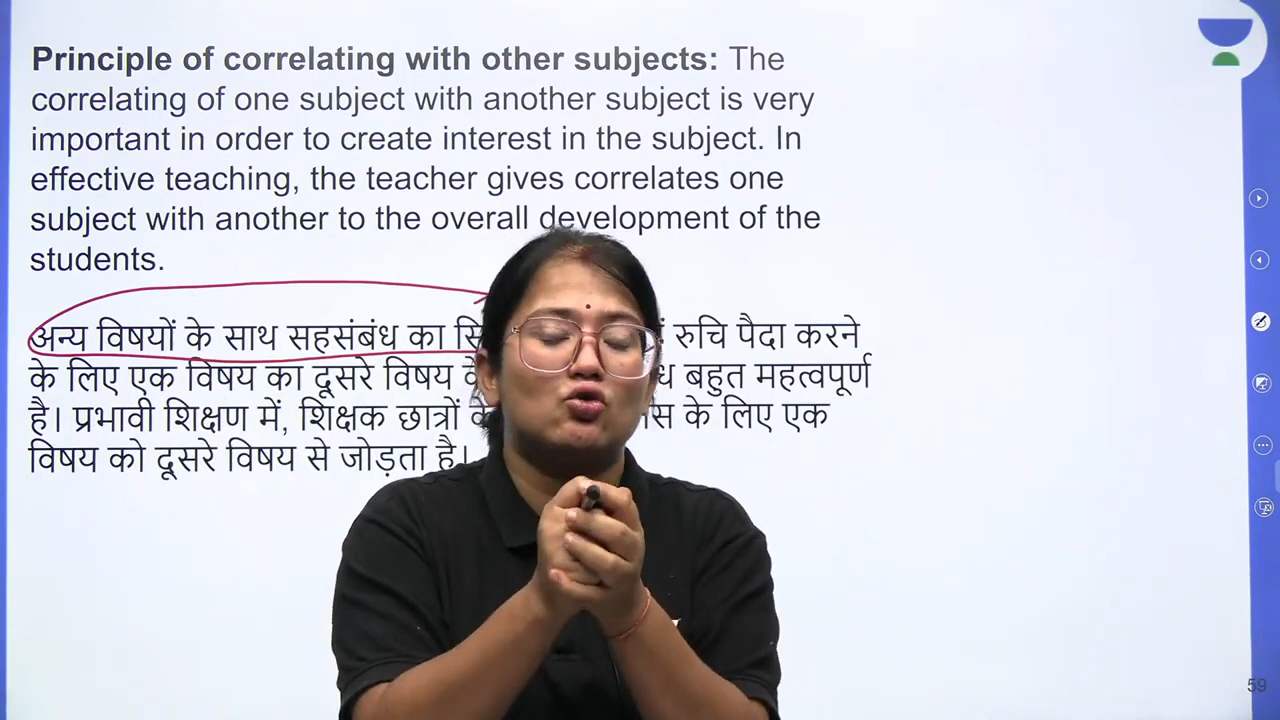 Principle of correlating with other subjects: The
correlating of one subject with another subject is very
important in order to create interest in the subject. In
effective teaching, the teacher gives correlates one
subject with another to the overall development of the
students.
अन्य विषयों के साथ सहसंबंध का रुचि पैदा करने
के लिए एक विषय का दूसरे विषय बहुत महत्वपूर्ण
है। प्रभावी शिक्षण में, शिक्षक छात्रों के लिए एक
विषय को दूसरे विषय से जोड़ता है।
59